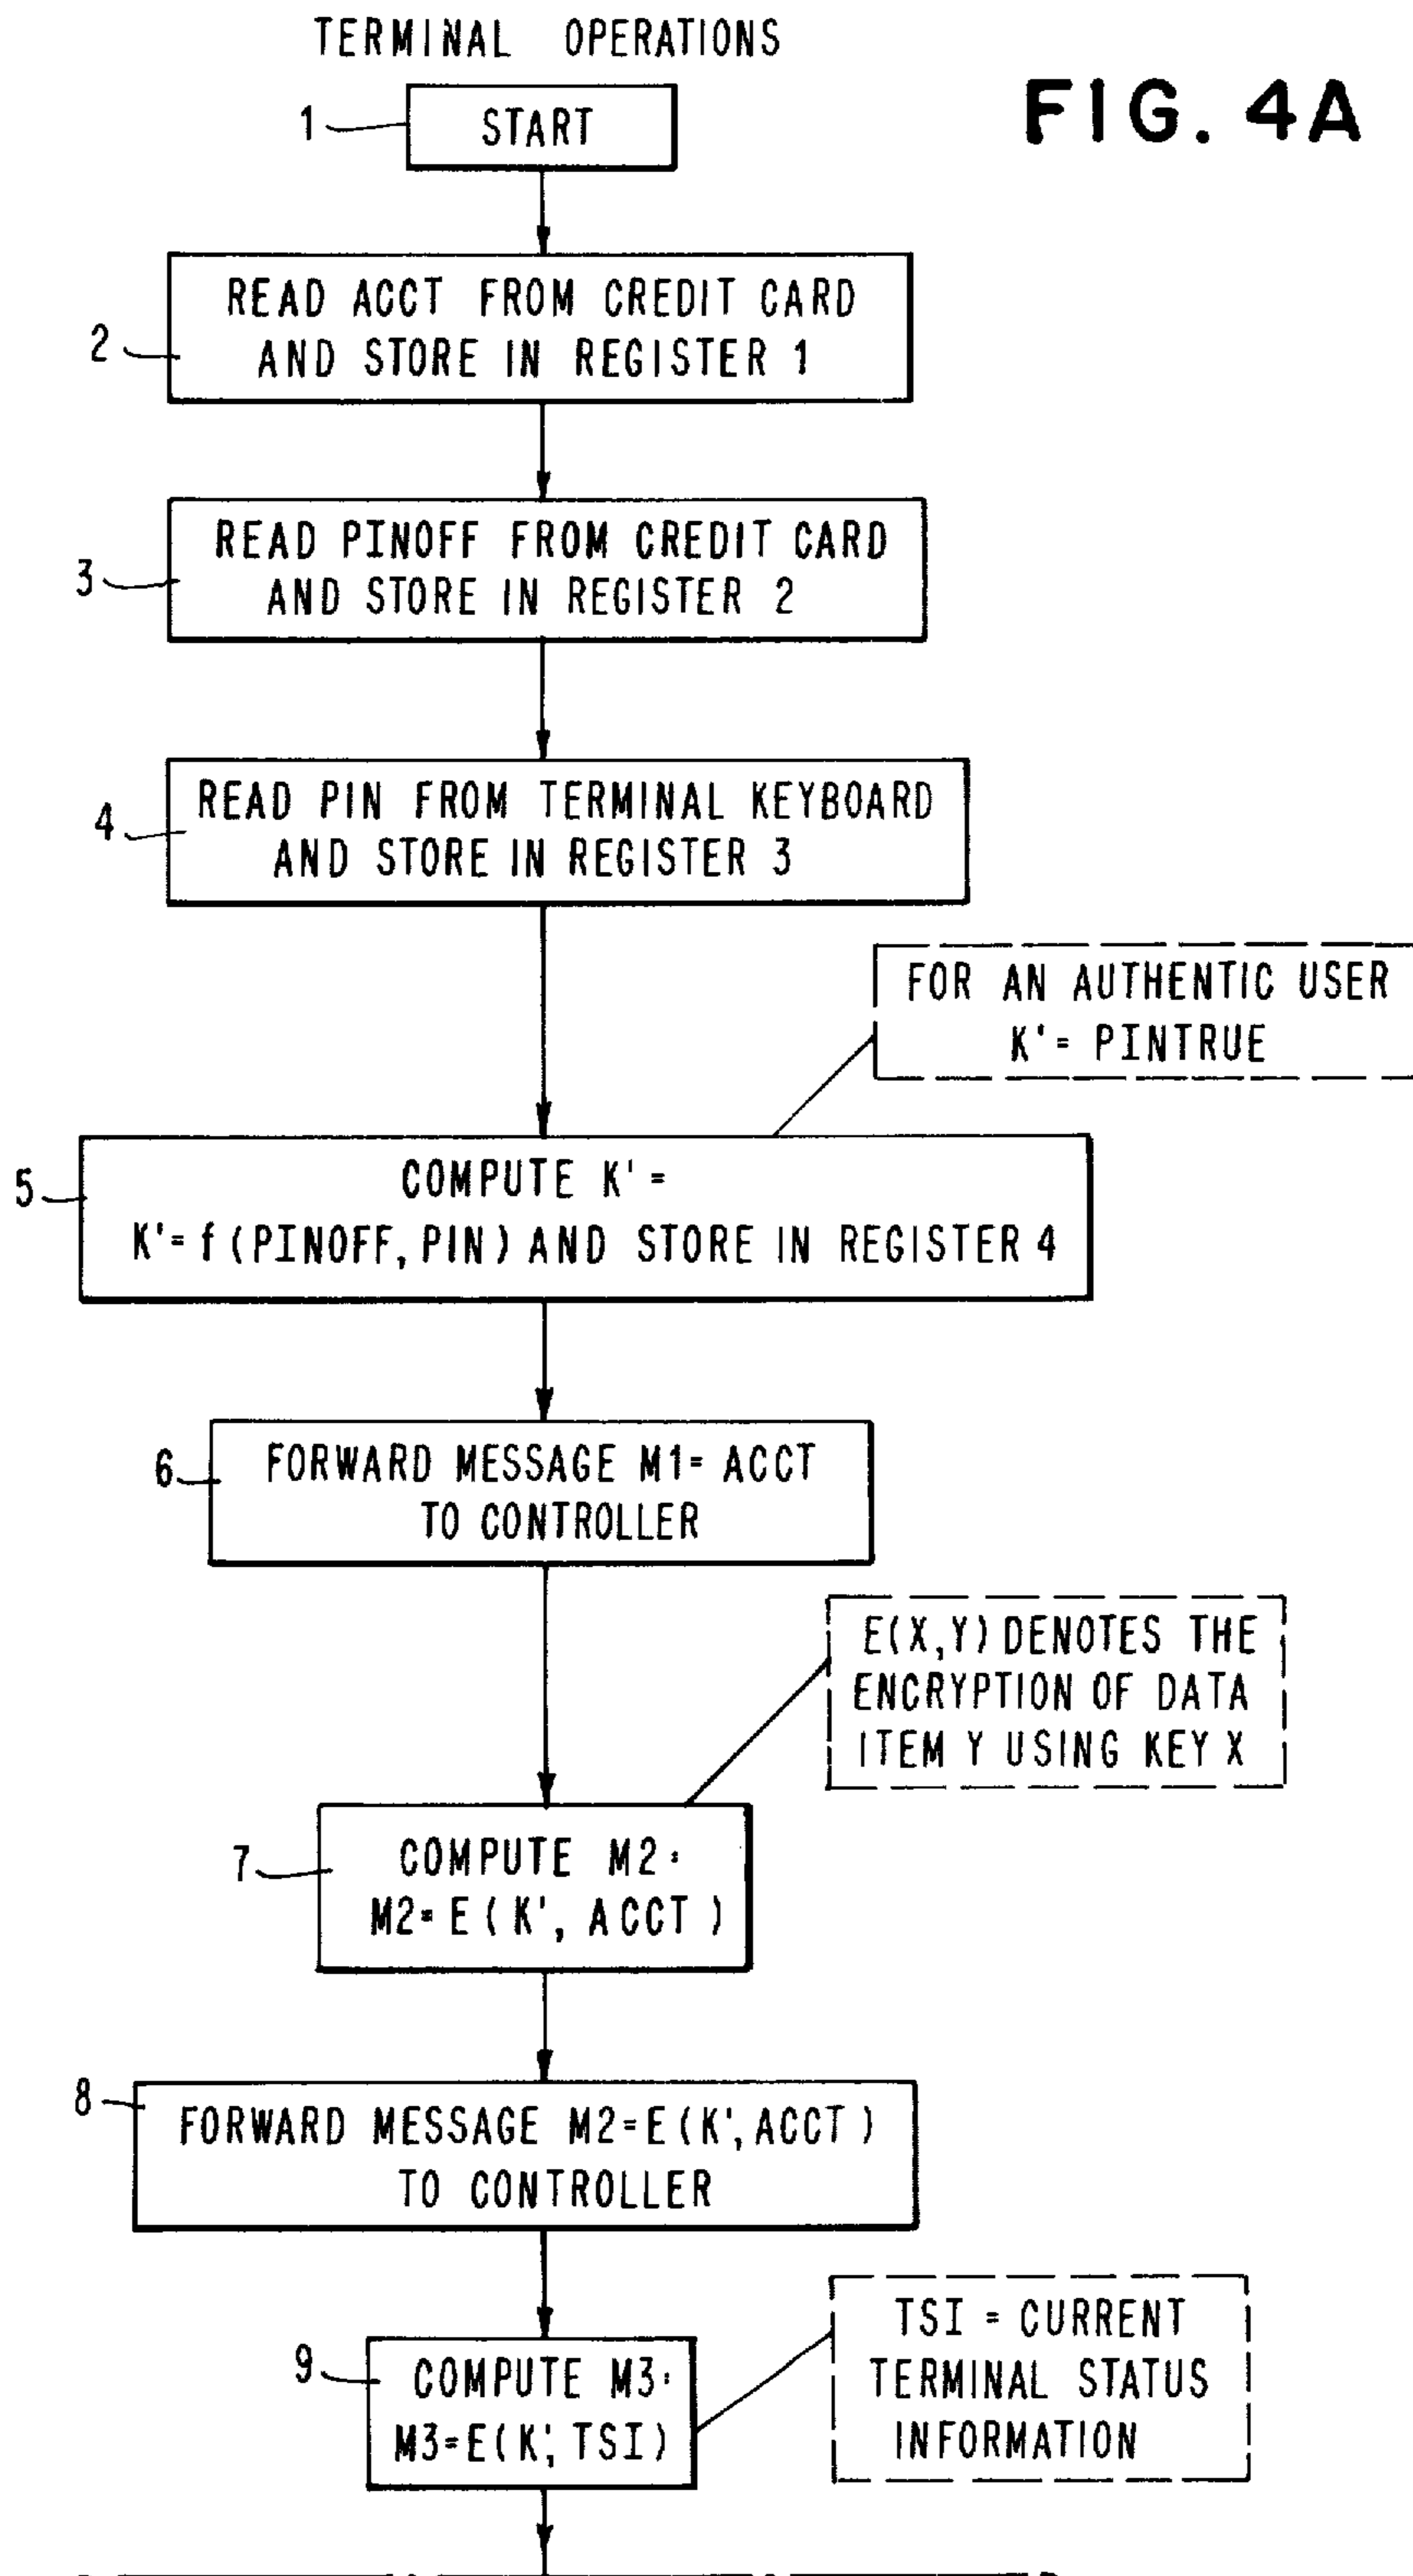 TERMINAL OPERATIONS
FIG. 4A
1
START
2
READ ACCT FROM CREDIT CARD
AND STORE IN REGISTER 1
3
READ PINOFF FROM CREDIT CARD
AND STORE IN REGISTER 2
4
READ PIN FROM TERMINAL KEYBOARD
AND STORE IN REGISTER 3
FOR AN AUTHENTIC USER
K'= PINTRUE
5
COMPUTE K' =
K'= f (PINOFF, PIN) AND STORE IN REGISTER 4
6
FORWARD MESSAGE M1= ACCT
TO CONTROLLER
E(X,Y) DENOTES THE
ENCRYPTION OF DATA
ITEM Y USING KEY X
7
COMPUTE M2:
M2= E ( K', ACCT )
8
FORWARD MESSAGE M2=E(K', ACCT)
TO CONTROLLER
9
COMPUTE M3:
M3=E(K', TSI)
TSI = CURRENT
TERMINAL STATUS
INFORMATION